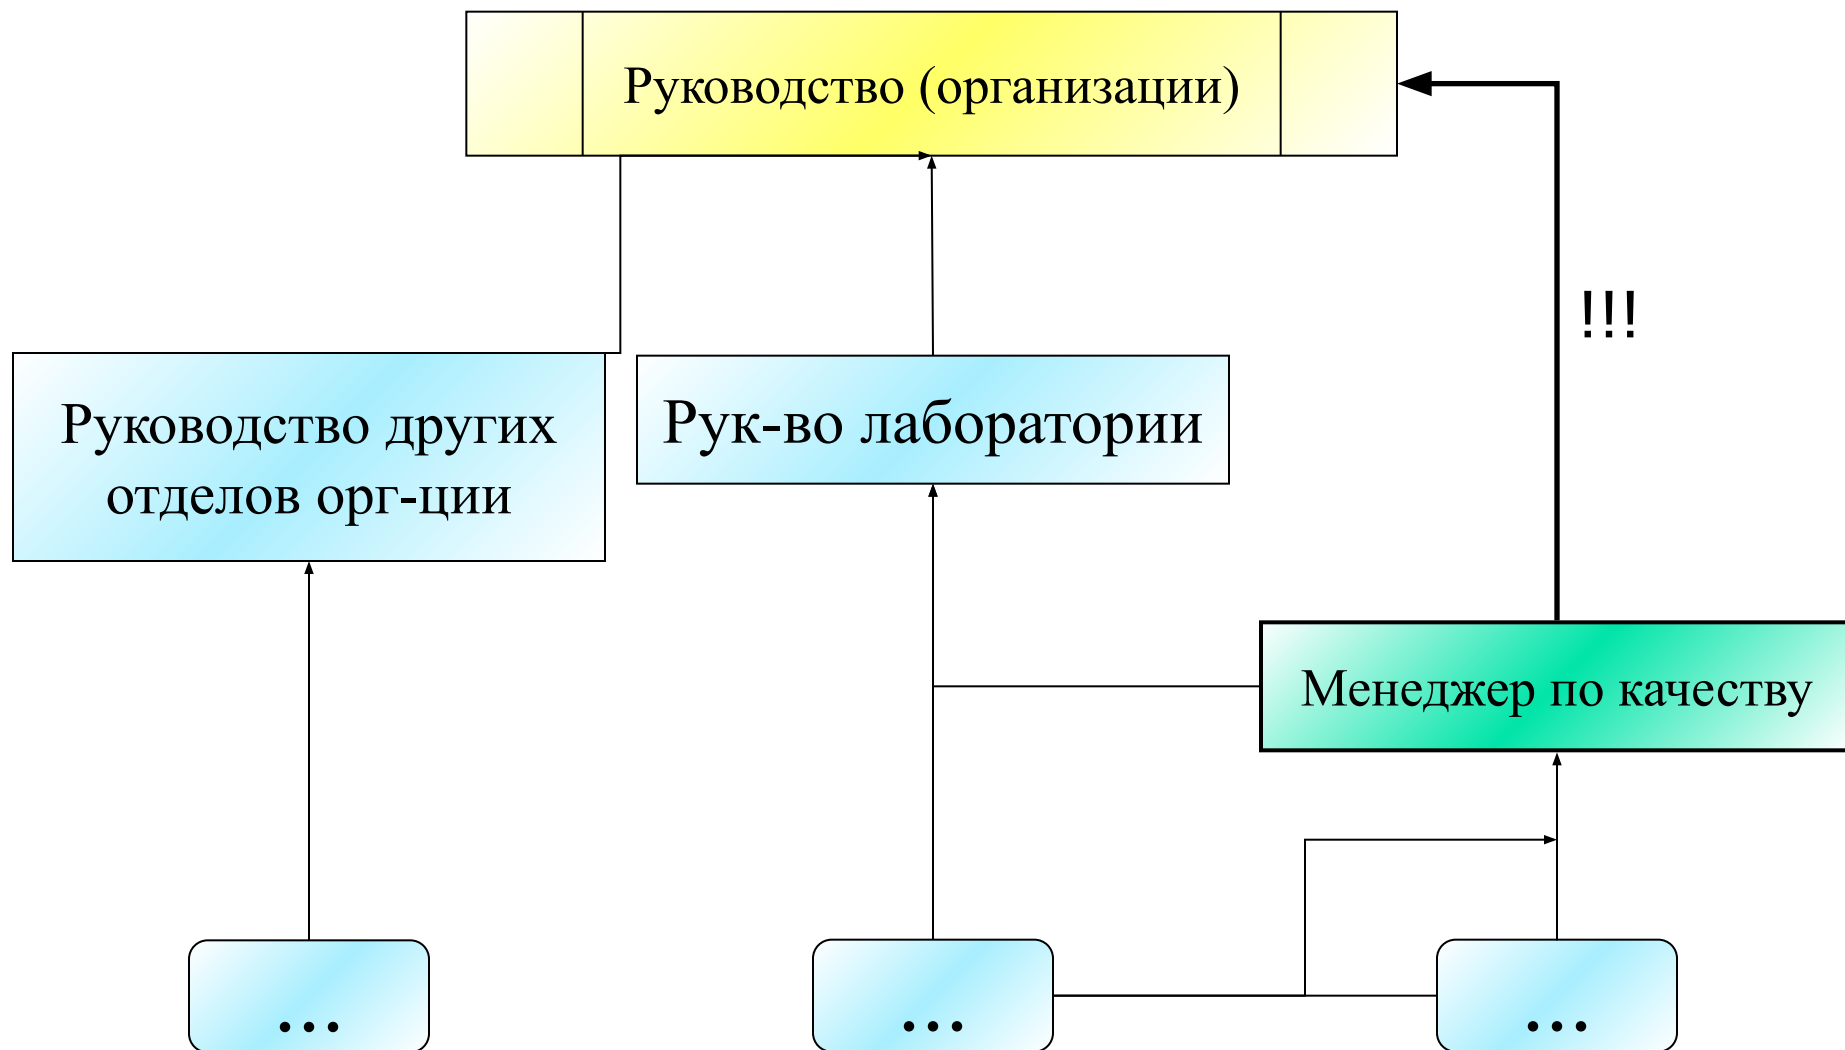 Руководство (организации)
!!!
Руководство других
отделов орг-ции
Рук-во лаборатории
Менеджер по качеству
...
...
...